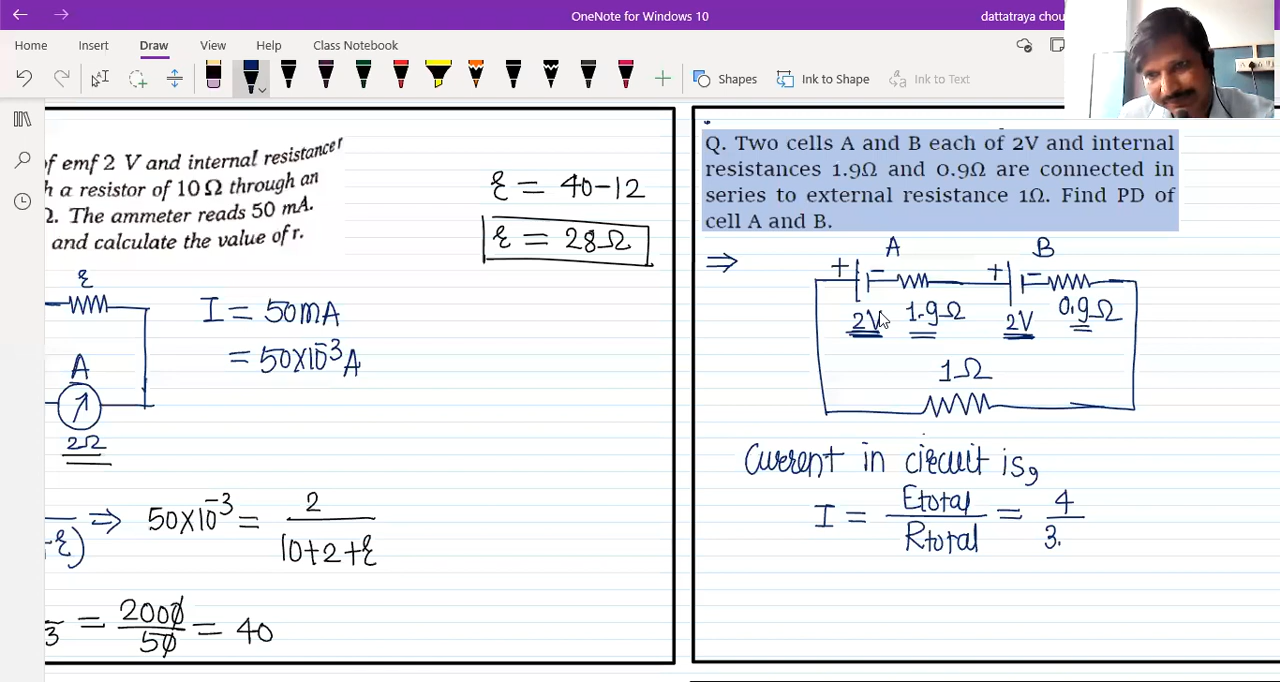 OneNote for Windows 10
dattatraya chou
Home Insert Draw View Help Class Notebook
Shapes Ink to Shape Ink to Text
of emf 2 V and internal resistance r
h a resistor of 10 Ω through an
Ω. The ammeter reads 50 mA.
and calculate the value of r.
r
I = 50mA
= 50×10⁻³A
A
2Ω
r = 40-12
r = 28Ω
⇒ 50×10⁻³ = 2
10+2+r
r)
3 = 2000 = 40
50
Q. Two cells A and B each of 2V and internal
resistances 1.9Ω and 0.9Ω are connected in
series to external resistance 1Ω. Find PD of
cell A and B.
⇒
A B
+ - + -
2V 1.9Ω 2V 0.9Ω
1Ω
Current in circuit is,
I = Etotal = 4
Rtotal 3.